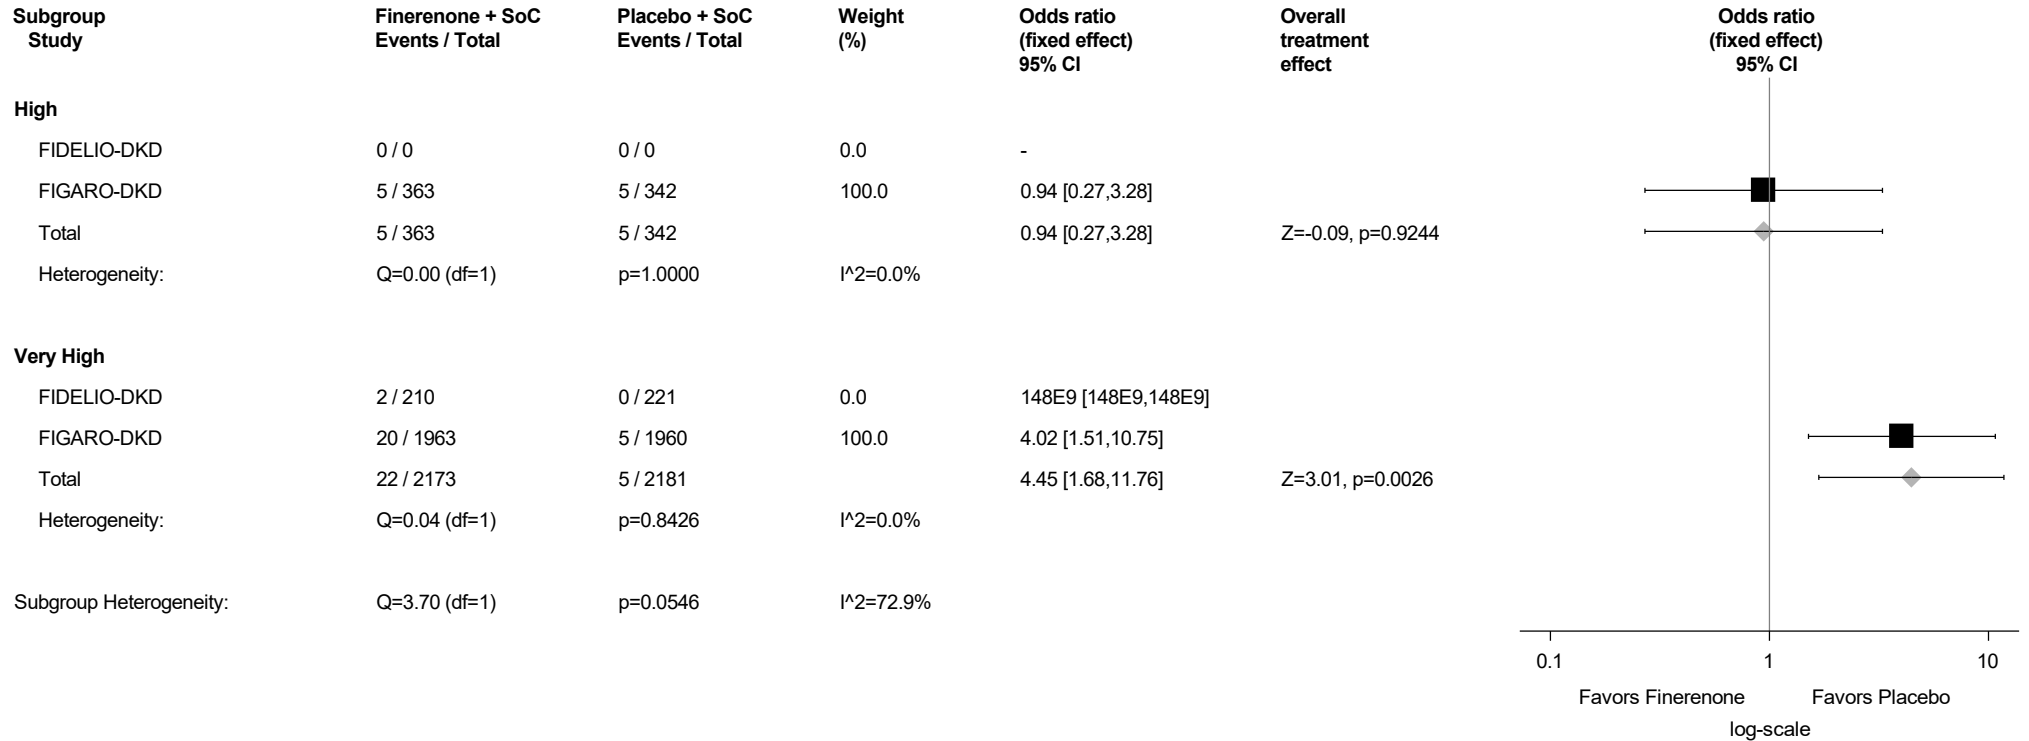 Subgroup Finerenone + SoC Placebo + SoC Weight Odds ratio Overall Odds ratio
Study Events / Total Events / Total (%) (fixed effect) treatment (fixed effect)
95% CI effect 95% CI
High
FIDELIO-DKD 0 / 0 0 / 0 0.0 -
FIGARO-DKD 5 / 363 5 / 342 100.0 0.94 [0.27,3.28]
Total 5 / 363 5 / 342 0.94 [0.27,3.28] Z=-0.09, p=0.9244
Heterogeneity: Q=0.00 (df=1) p=1.0000 I^2=0.0%
Very High
FIDELIO-DKD 2 / 210 0 / 221 0.0 148E9 [148E9,148E9]
FIGARO-DKD 20 / 1963 5 / 1960 100.0 4.02 [1.51,10.75]
Total 22 / 2173 5 / 2181 4.45 [1.68,11.76] Z=3.01, p=0.0026
Heterogeneity: Q=0.04 (df=1) p=0.8426 I^2=0.0%
Subgroup Heterogeneity: Q=3.70 (df=1) p=0.0546 I^2=72.9%
0.1 1 10
Favors Finerenone Favors Placebo
log-scale